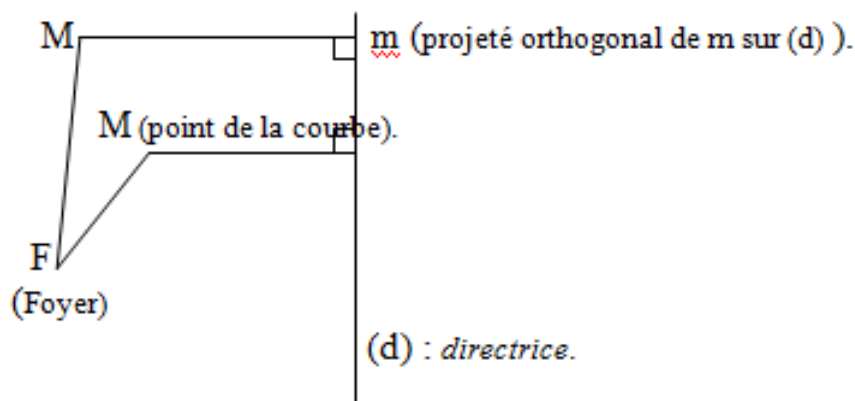 M
m (projeté orthogonal de m sur (d) ).
M (point de la courbe).
F
(Foyer)
(d) : directrice.